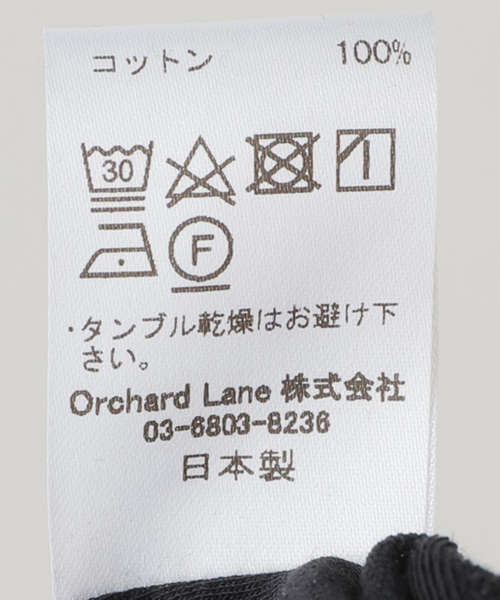 コットン 100%
30
F
・タンブル乾燥はお避け下
さい。
Orchard Lane 株式会社
03-6803-8236
日本製